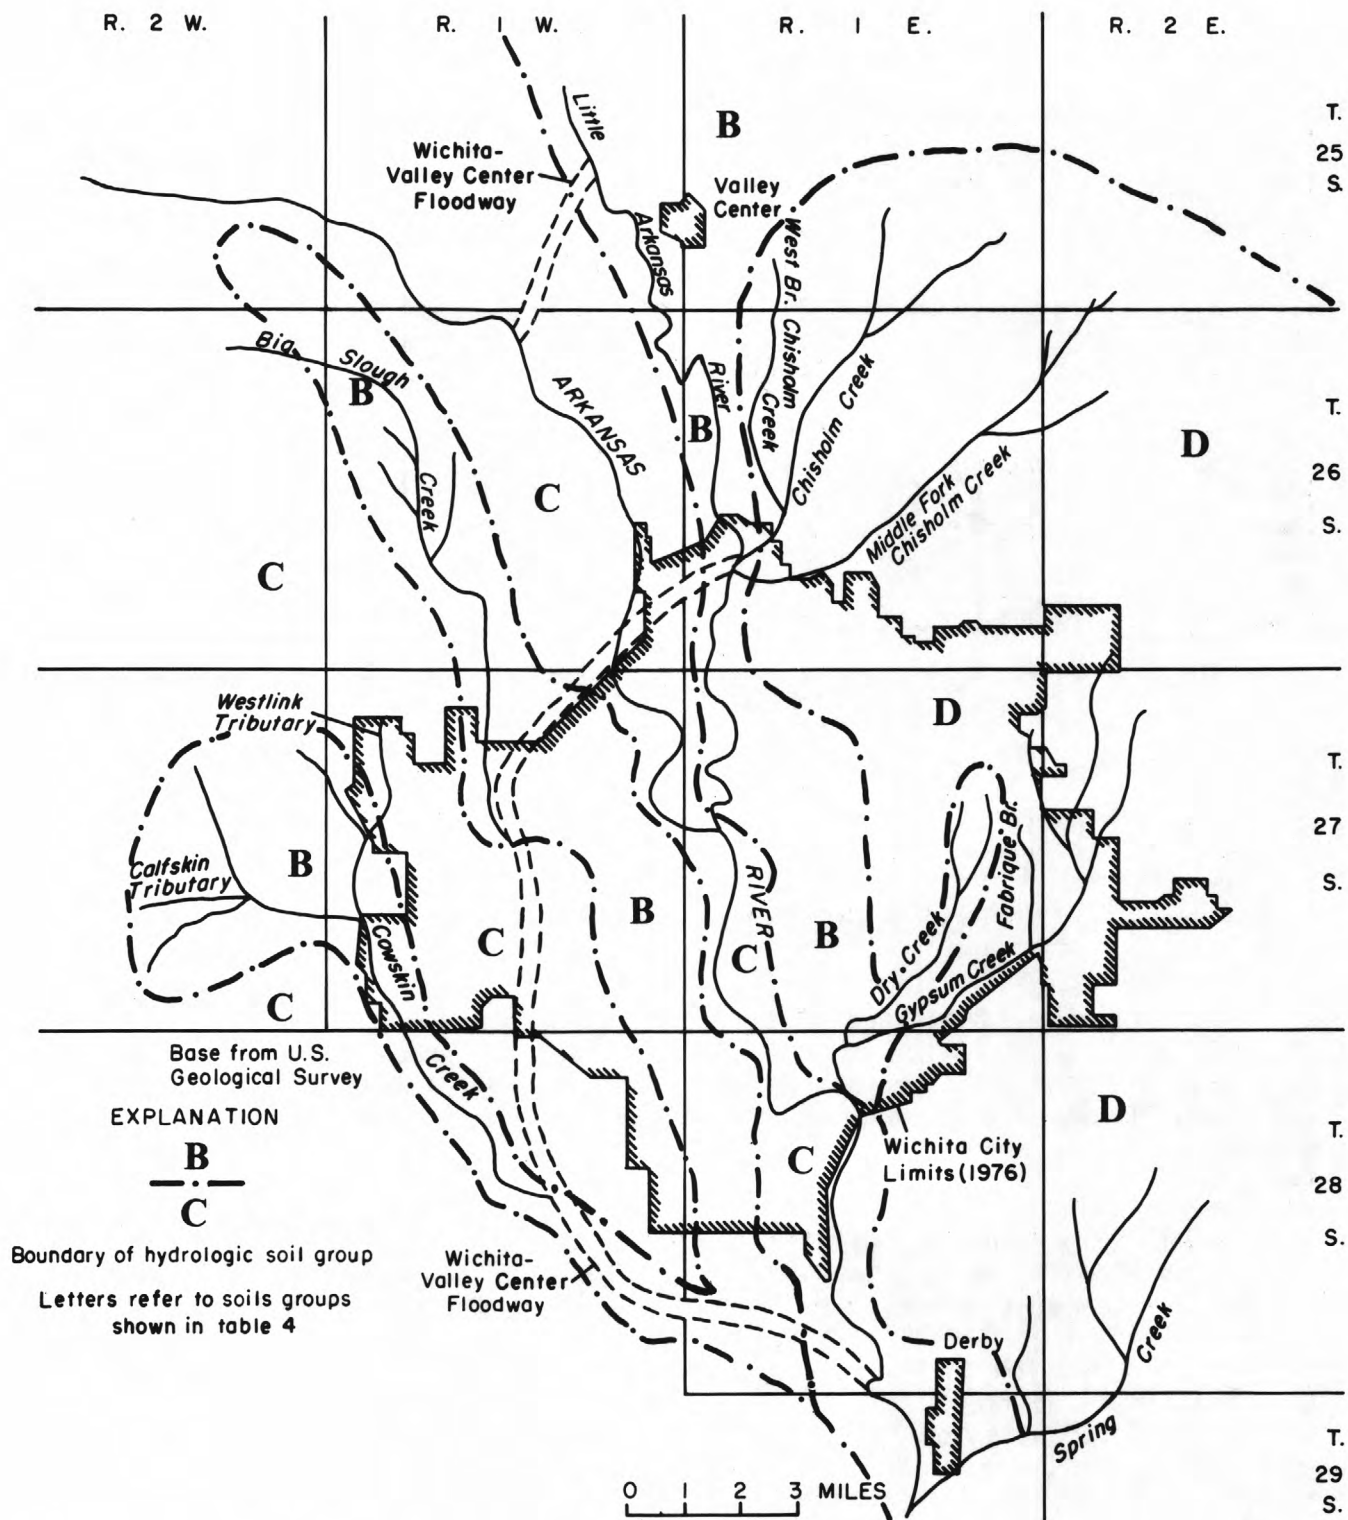 R. 2 W.
R. 1 W.
R. 1 E.
R. 2 E.
T.
25
S.
Little
B
Wichita-
Valley Center
Floodway
Valley
Center
Arkansas
West Br. Chisholm
Creek
Big
Slough
B
Creek
ARKANSAS
River
B
Chisholm Creek
Middle Fork
Chisholm Creek
D
T.
26
S.
C
C
Westlink
Tributary
D
T.
27
S.
Calfskin
Tributary
B
Cowskin
C
C
B
RIVER
C
B
Dry Creek
Fabrique Br.
Gypsum Creek
Base from U.S.
Geological Survey
Creek
EXPLANATION
B
C
Boundary of hydrologic soil group
Letters refer to soils groups
shown in table 4
D
C
Wichita City
Limits (1976)
T.
28
S.
Wichita-
Valley Center
Floodway
Derby
Spring
Creek
T.
29
S.
0 1 2 3 MILES